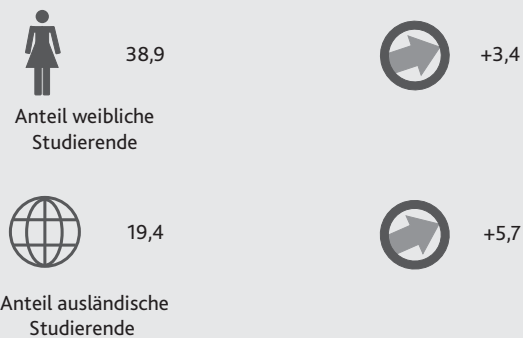 38,9
+3,4
Anteil weibliche
Studierende
19,4
+5,7
Anteil ausländische
Studierende